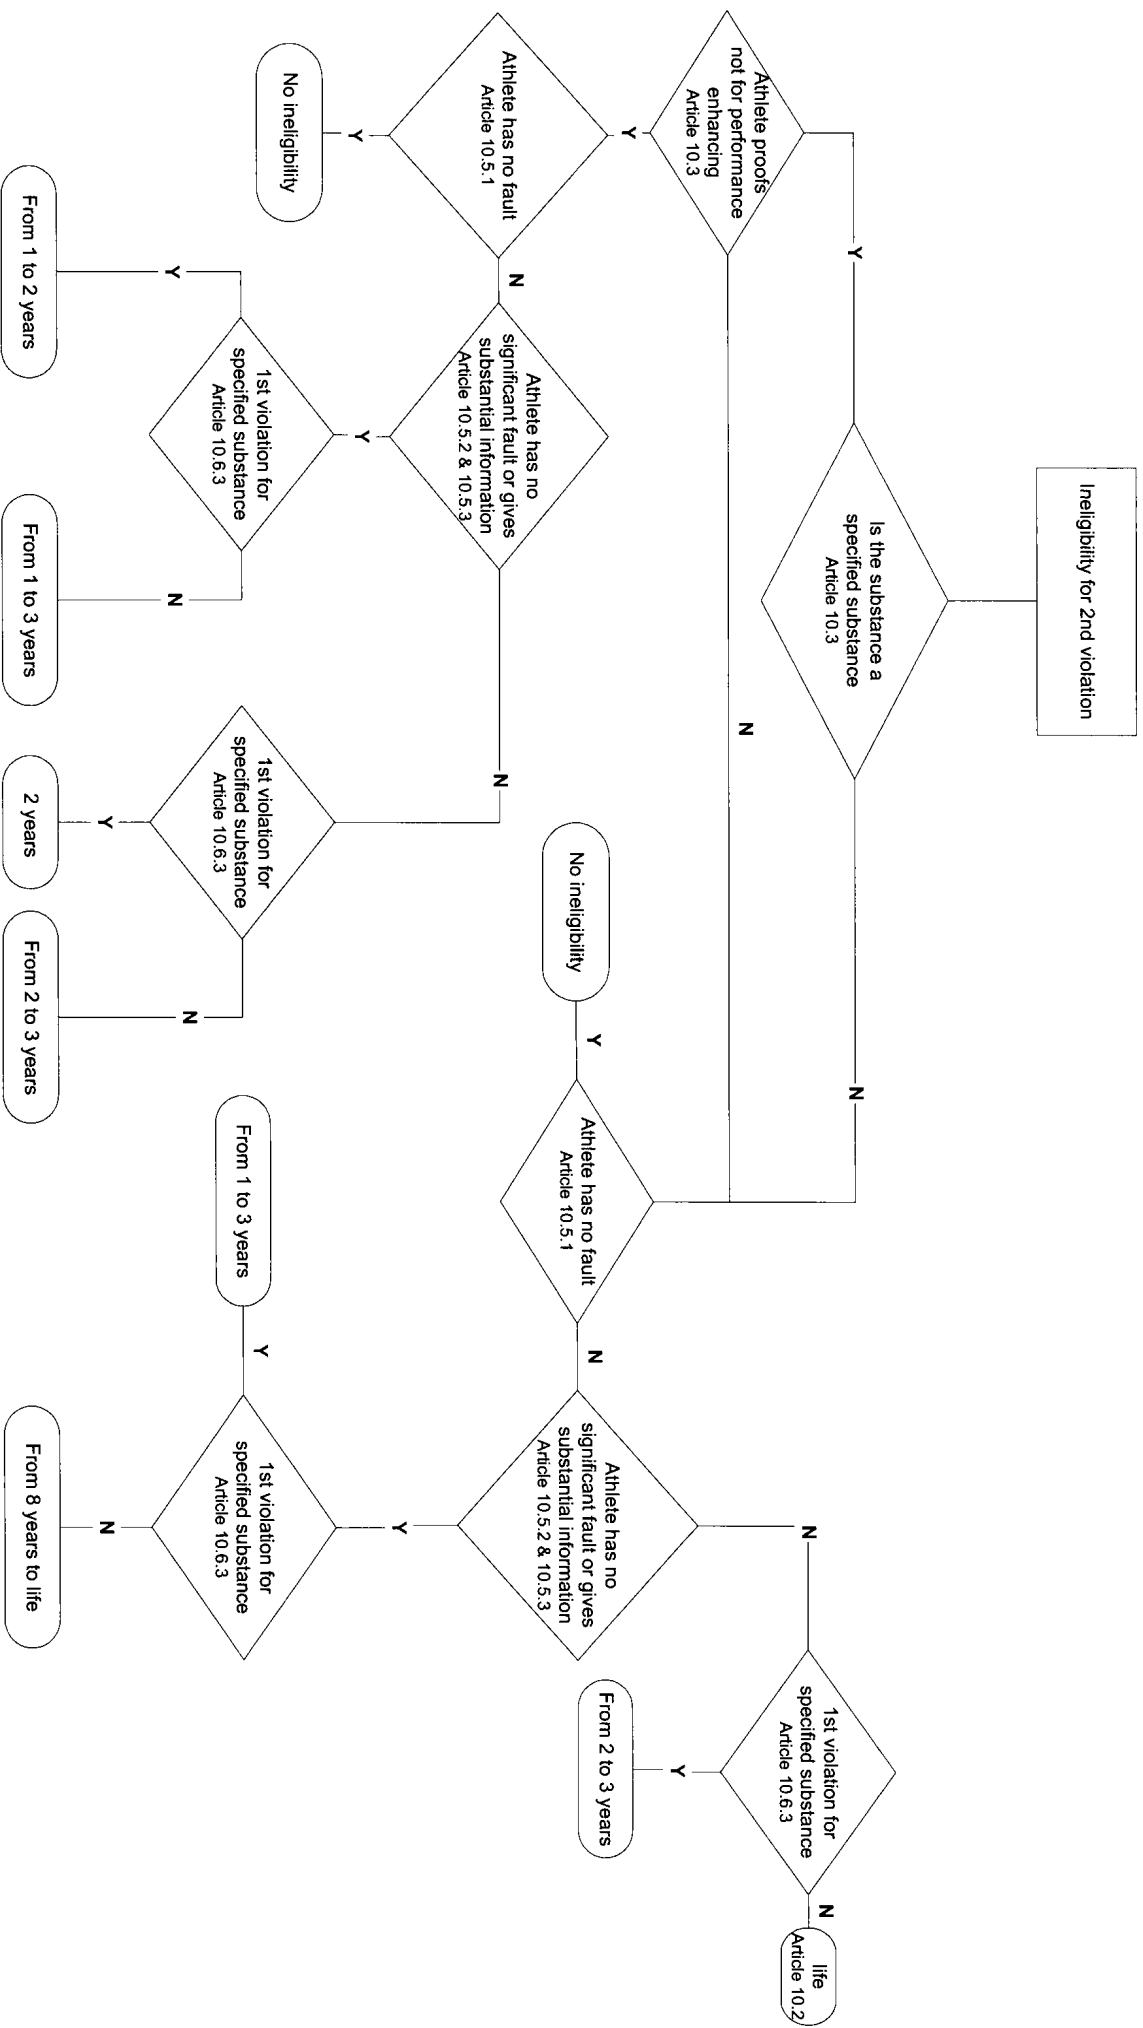 Ineligibility for 2nd violation
Is the substance a
specified substance
Article 10.3
Y
N
Athlete proofs
not for performance
enhancing
Article 10.3
N
Y
Athlete has no fault
Article 10.5.1
N
Y
No ineligibility
Athlete has no
significant fault or gives
substantial information
Article 10.5.2 & 10.5.3
N
Y
1st violation for
specified substance
Article 10.6.3
Y
N
From 1 to 2 years
From 1 to 3 years
1st violation for
specified substance
Article 10.6.3
Y
N
2 years
From 2 to 3 years
No ineligibility
Y
Athlete has no fault
Article 10.5.1
N
Athlete has no
significant fault or gives
substantial information
Article 10.5.2 & 10.5.3
N
Y
1st violation for
specified substance
Article 10.6.3
Y
N
From 1 to 3 years
From 8 years to life
1st violation for
specified substance
Article 10.6.3
Y
N
From 2 to 3 years
life
Article 10.2